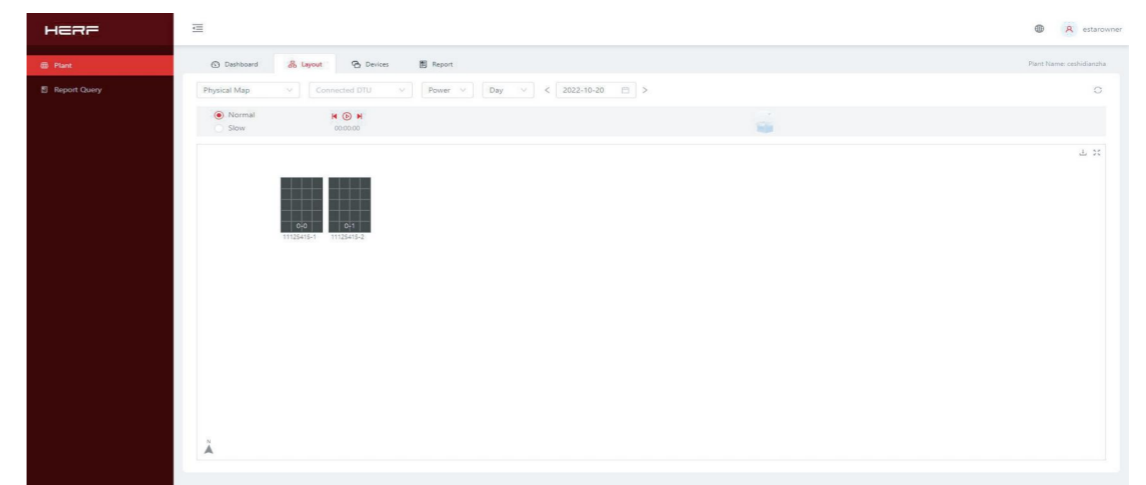 HERF
estarowner
Plant
Report Query
Dashboard Layout Devices Report
Plant Name: ceshidianzha
Physical Map Connected DTU Power Day < 2022-10-20 >
Normal
Slow
00:00:00
0-0 0-1
11125415-1 11125415-2
N